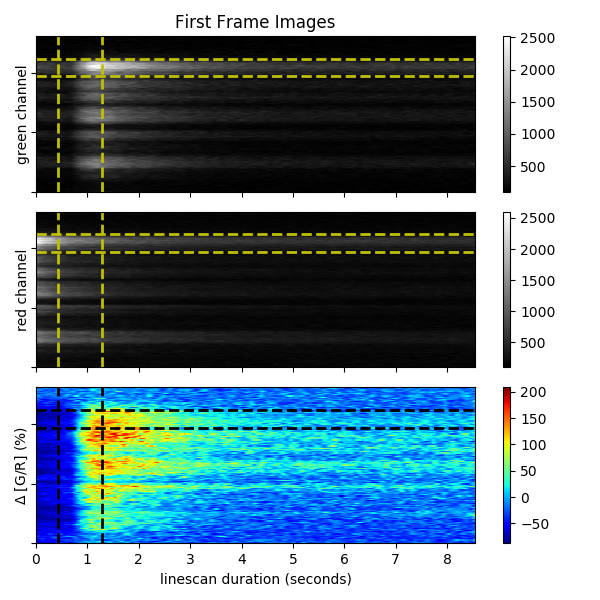 First Frame Images
green channel
2500
2000
1500
1000
500
red channel
2500
2000
1500
1000
500
Δ [G/R] (%)
200
150
100
50
0
−50
0 1 2 3 4 5 6 7 8
linescan duration (seconds)